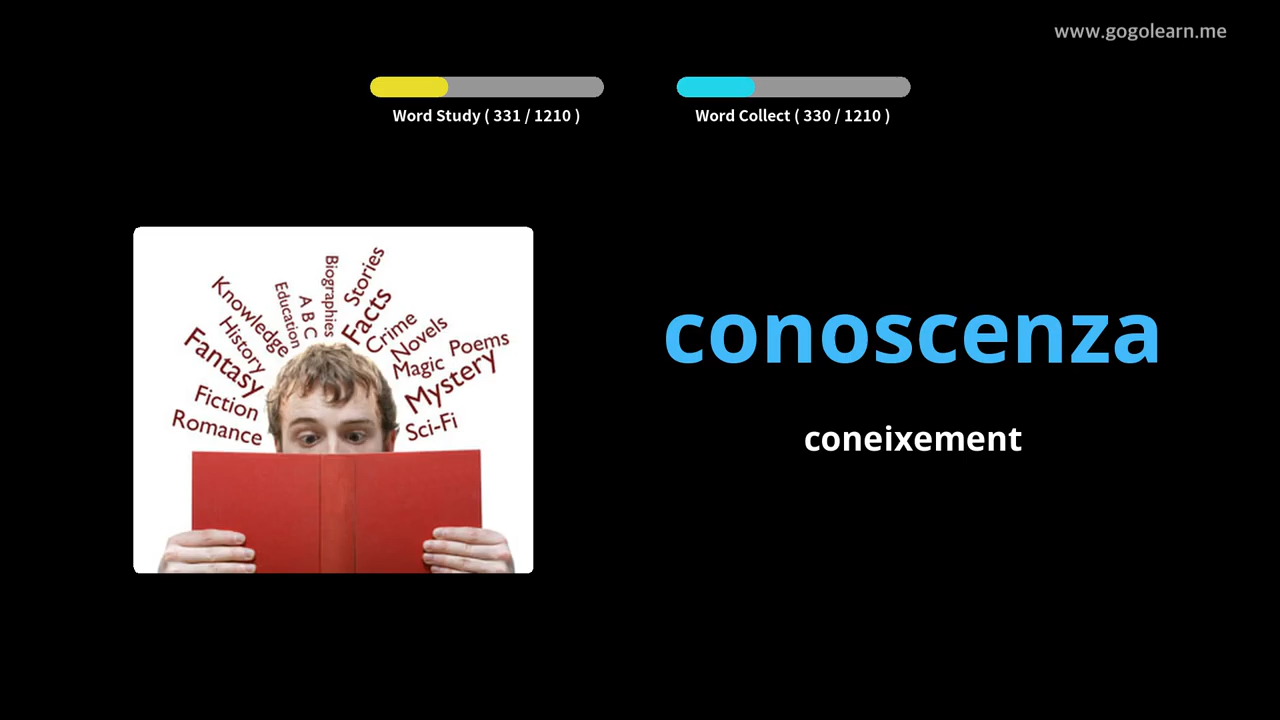 www.gogolearn.me
Word Study ( 331 / 1210 )
Word Collect ( 330 / 1210 )
Knowledge
Education
A B C
Biographies
Stories
Facts
Crime
Novels
Poems
History
Fantasy
Magic
Mystery
Fiction
Romance
Sci-Fi
conoscenza
coneixement